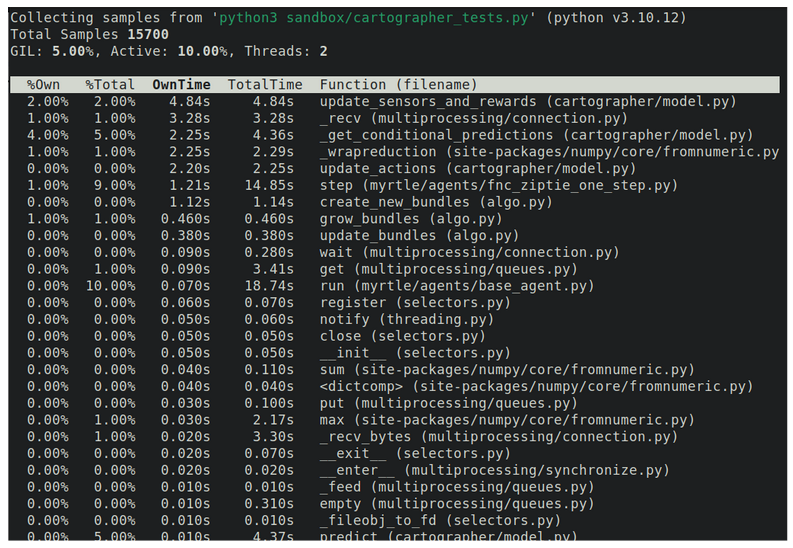 Collecting samples from 'python3 sandbox/cartographer_tests.py' (python v3.10.12)
Total Samples 15700
GIL: 5.00%, Active: 10.00%, Threads: 2
%Own %Total OwnTime TotalTime Function (filename)
2.00% 2.00% 4.84s 4.84s update_sensors_and_rewards (cartographer/model.py)
1.00% 1.00% 3.28s 3.28s _recv (multiprocessing/connection.py)
4.00% 5.00% 2.25s 4.36s _get_conditional_predictions (cartographer/model.py)
1.00% 1.00% 2.25s 2.29s _wrapreduction (site-packages/numpy/core/fromnumeric.py
0.00% 0.00% 2.20s 2.25s update_actions (cartographer/model.py)
1.00% 9.00% 1.21s 14.85s step (myrtle/agents/fnc_ziptie_one_step.py)
0.00% 0.00% 1.12s 1.14s create_new_bundles (algo.py)
1.00% 1.00% 0.460s 0.460s grow_bundles (algo.py)
0.00% 0.00% 0.380s 0.380s update_bundles (algo.py)
0.00% 0.00% 0.090s 0.280s wait (multiprocessing/connection.py)
0.00% 1.00% 0.090s 3.41s get (multiprocessing/queues.py)
0.00% 10.00% 0.070s 18.74s run (myrtle/agents/base_agent.py)
0.00% 0.00% 0.060s 0.070s register (selectors.py)
0.00% 0.00% 0.050s 0.060s notify (threading.py)
0.00% 0.00% 0.050s 0.050s close (selectors.py)
0.00% 0.00% 0.050s 0.050s __init__ (selectors.py)
0.00% 0.00% 0.040s 0.110s sum (site-packages/numpy/core/fromnumeric.py)
0.00% 0.00% 0.040s 0.040s <dictcomp> (site-packages/numpy/core/fromnumeric.py)
0.00% 0.00% 0.030s 0.100s put (multiprocessing/queues.py)
0.00% 1.00% 0.030s 2.17s max (site-packages/numpy/core/fromnumeric.py)
0.00% 1.00% 0.020s 3.30s _recv_bytes (multiprocessing/connection.py)
0.00% 0.00% 0.020s 0.070s __exit__ (selectors.py)
0.00% 0.00% 0.020s 0.020s __enter__ (multiprocessing/synchronize.py)
0.00% 0.00% 0.010s 0.010s _feed (multiprocessing/queues.py)
0.00% 0.00% 0.010s 0.310s empty (multiprocessing/queues.py)
0.00% 0.00% 0.010s 0.010s _fileobj_to_fd (selectors.py)
0.00% 5.00% 0.010s 4.37s predict (cartographer/model.py)